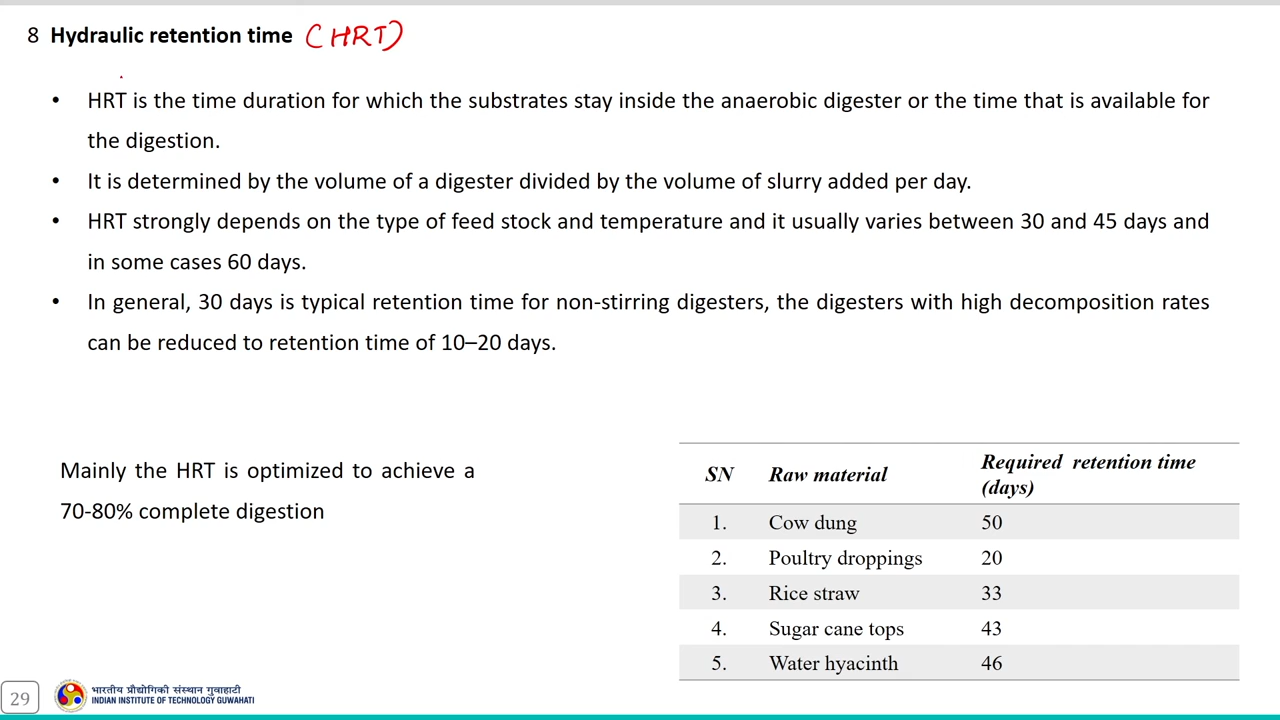 8 Hydraulic retention time (HRT)
• HRT is the time duration for which the substrates stay inside the anaerobic digester or the time that is available for
the digestion.
• It is determined by the volume of a digester divided by the volume of slurry added per day.
• HRT strongly depends on the type of feed stock and temperature and it usually varies between 30 and 45 days and
in some cases 60 days.
• In general, 30 days is typical retention time for non-stirring digesters, the digesters with high decomposition rates
can be reduced to retention time of 10–20 days.
Mainly the HRT is optimized to achieve a
70-80% complete digestion
SN Raw material Required retention time
(days)
1. Cow dung 50
2. Poultry droppings 20
3. Rice straw 33
4. Sugar cane tops 43
5. Water hyacinth 46
29
भारतीय प्रौद्योगिकी संस्थान गुवाहाटी
INDIAN INSTITUTE OF TECHNOLOGY GUWAHATI